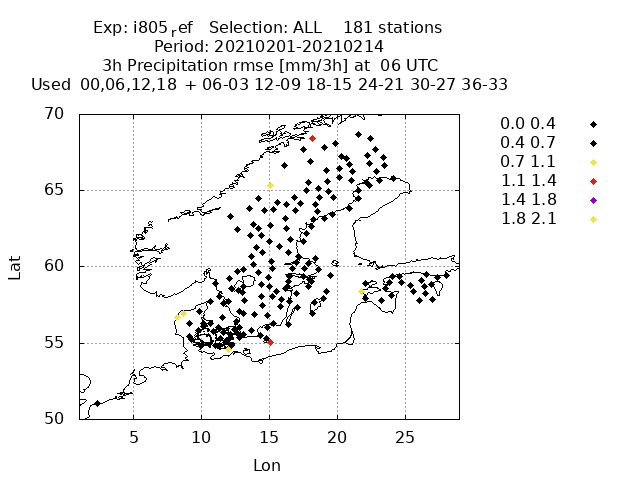 Exp: i805ref   Selection: ALL    181 stations
Period: 20210201-20210214
3h Precipitation rmse [mm/3h] at  06 UTC
Used  00,06,12,18  + 06-03 12-09 18-15 24-21 30-27 36-33
70
65
60
55
50
Lat
5
10
15
20
25
Lon
0.0 0.4
0.4 0.7
0.7 1.1
1.1 1.4
1.4 1.8
1.8 2.1